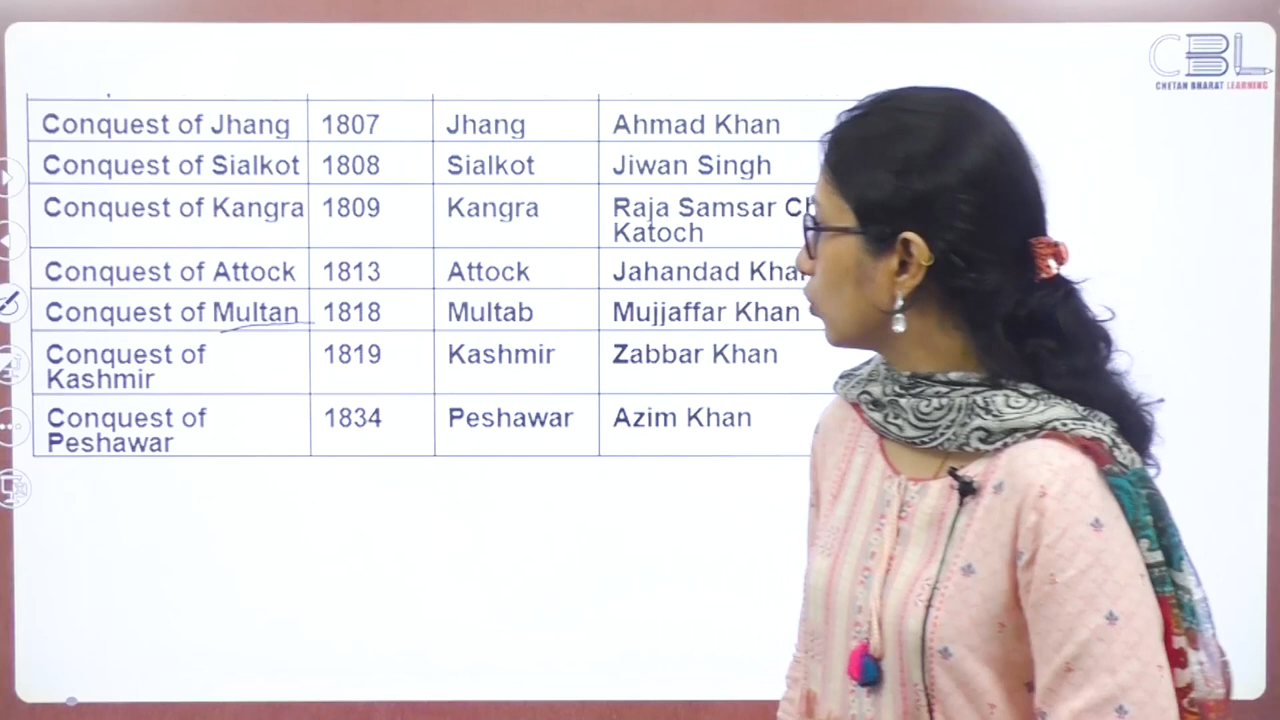 CBL
CHETAN BHARAT LEARNING
Conquest of Jhang 1807 Jhang Ahmad Khan
Conquest of Sialkot 1808 Sialkot Jiwan Singh
Conquest of Kangra 1809 Kangra Raja Samsar
Katoch
Conquest of Attock 1813 Attock Jahandad
Conquest of Multan 1818 Multab Mujjaffar Khan
Conquest of 1819 Kashmir Zabbar Khan
Kashmir
Conquest of 1834 Peshawar Azim Khan
Peshawar